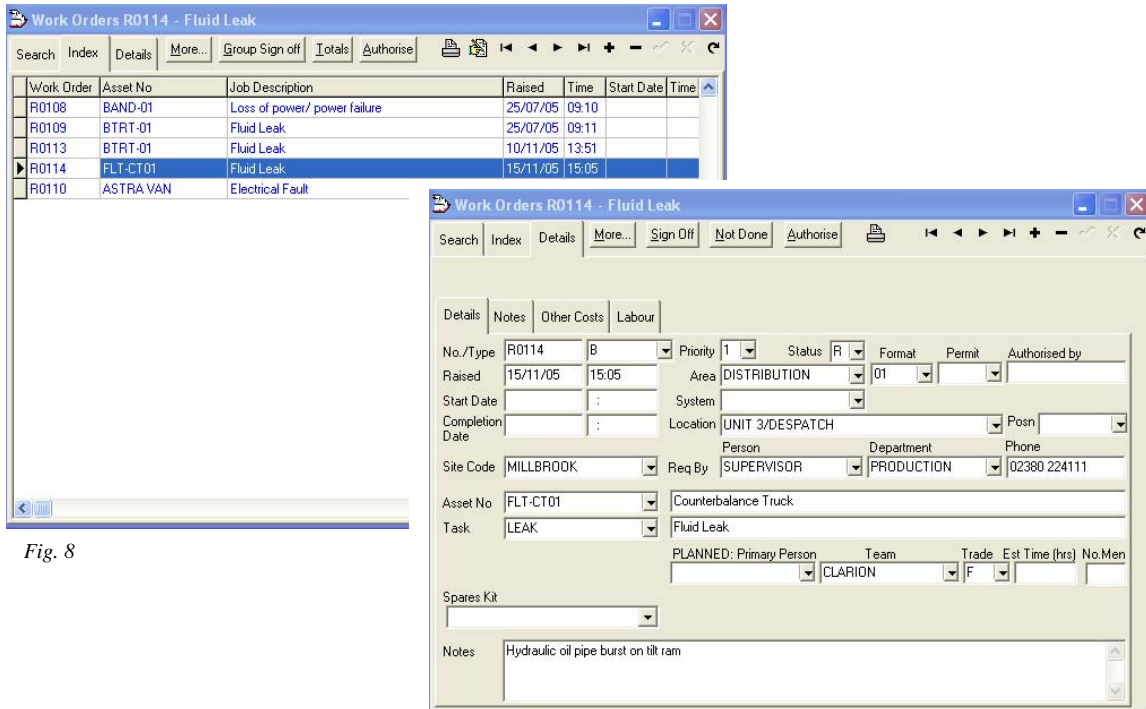 Work Orders R0114 - Fluid Leak
Search Index Details More... Group Sign off Totals Authorise
Work Order Asset No Job Description Raised Time Start Date Time
R0108 BAND-01 Loss of power/ power failure 25/07/05 09:10
R0109 BTRT-01 Fluid Leak 25/07/05 09:11
R0113 BTRT-01 Fluid Leak 10/11/05 13:51
R0114 FLT-CT01 Fluid Leak 15/11/05 15:05
R0110 ASTRA VAN Electrical Fault
Fig. 8
Work Orders R0114 - Fluid Leak
Search Index Details More... Sign Off Not Done Authorise
Details Notes Other Costs Labour
No./Type R0114 B Priority 1 Status R Format Permit Authorised by
Raised 15/11/05 15:05 Area DISTRIBUTION 01
Start Date : System
Completion Date : Location UNIT 3/DESPATCH Posn
Person Department Phone
Site Code MILLBROOK Req By SUPERVISOR PRODUCTION 02380 224111
Asset No FLT-CT01 Counterbalance Truck
Task LEAK Fluid Leak
PLANNED: Primary Person Team Trade Est Time (hrs) No.Men
CLARION F
Spares Kit
Notes Hydraulic oil pipe burst on tilt ram